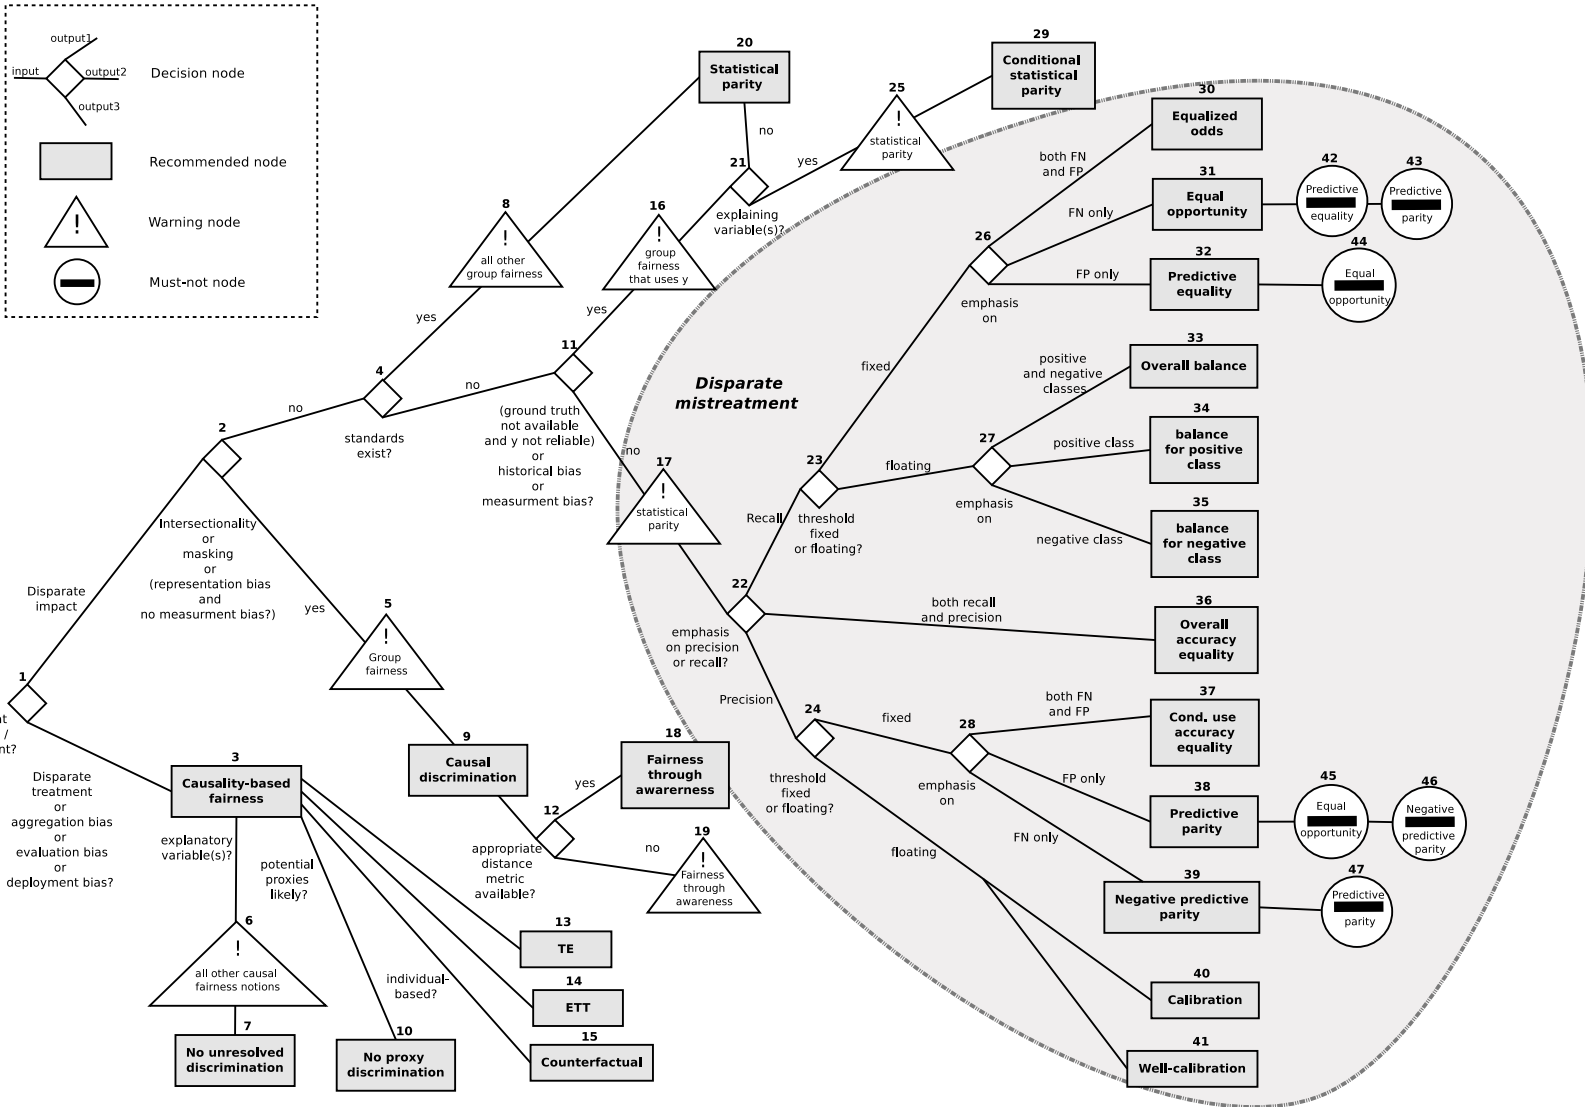 output1
input
output2
output3
Decision node
Recommended node
!
Warning node
Must-not node
20
Statistical
parity
no
21
yes
explaining
variable(s)?
25
!
statistical
parity
29
Conditional
statistical
parity
8
!
all other
group fairness
16
!
group
fairness
that uses y
yes
yes
4
no
standards
exist?
11
(ground truth
not available
and y not reliable)
or
historical bias
or
measurment bias?
no
2
no
Intersectionality
or
masking
or
(representation bias
and
no measurment bias?)
yes
Disparate
impact
1
nt
/
nt?
Disparate
treatment
or
aggregation bias
or
evaluation bias
or
deployment bias?
3
Causality-based
fairness
explanatory
variable(s)?
potential
proxies
likely?
6
!
all other causal
fairness notions
7
No unresolved
discrimination
10
No proxy
discrimination
individual-
based?
13
TE
14
ETT
15
Counterfactual
5
!
Group
fairness
9
Causal
discrimination
12
yes
no
appropriate
distance
metric
available?
18
Fairness
through
awarerness
19
!
Fairness
through
awareness
Disparate
mistreatment
17
!
statistical
parity
22
emphasis
on precision
or recall?
Recall
both recall
and precision
Precision
23
threshold
fixed
or floating?
fixed
floating
26
emphasis
on
both FN
and FP
FN only
FP only
30
Equalized
odds
31
Equal
opportunity
42
Predictive
equality
43
Predictive
parity
32
Predictive
equality
44
Equal
opportunity
27
emphasis
on
positive
and negative
classes
positive class
negative class
33
Overall balance
34
balance
for positive
class
35
balance
for negative
class
36
Overall
accuracy
equality
24
threshold
fixed
or floating?
fixed
floating
28
emphasis
on
both FN
and FP
FP only
FN only
37
Cond. use
accuracy
equality
38
Predictive
parity
45
Equal
opportunity
46
Negative
predictive
parity
39
Negative predictive
parity
47
Predictive
parity
40
Calibration
41
Well-calibration